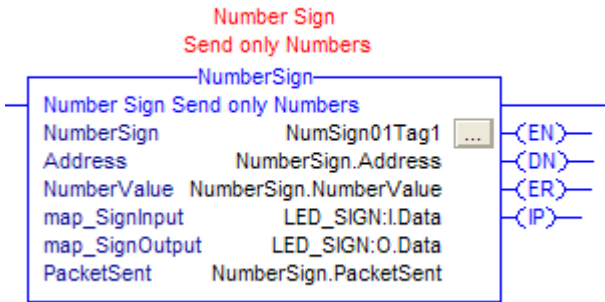 Number Sign
Send only Numbers
NumberSign
Number Sign Send only Numbers
NumberSign NumSign01Tag1 ... (EN)
Address NumberSign.Address (DN)
NumberValue NumberSign.NumberValue (ER)
map_SignInput LED_SIGN:I.Data (IP)
map_SignOutput LED_SIGN:O.Data
PacketSent NumberSign.PacketSent